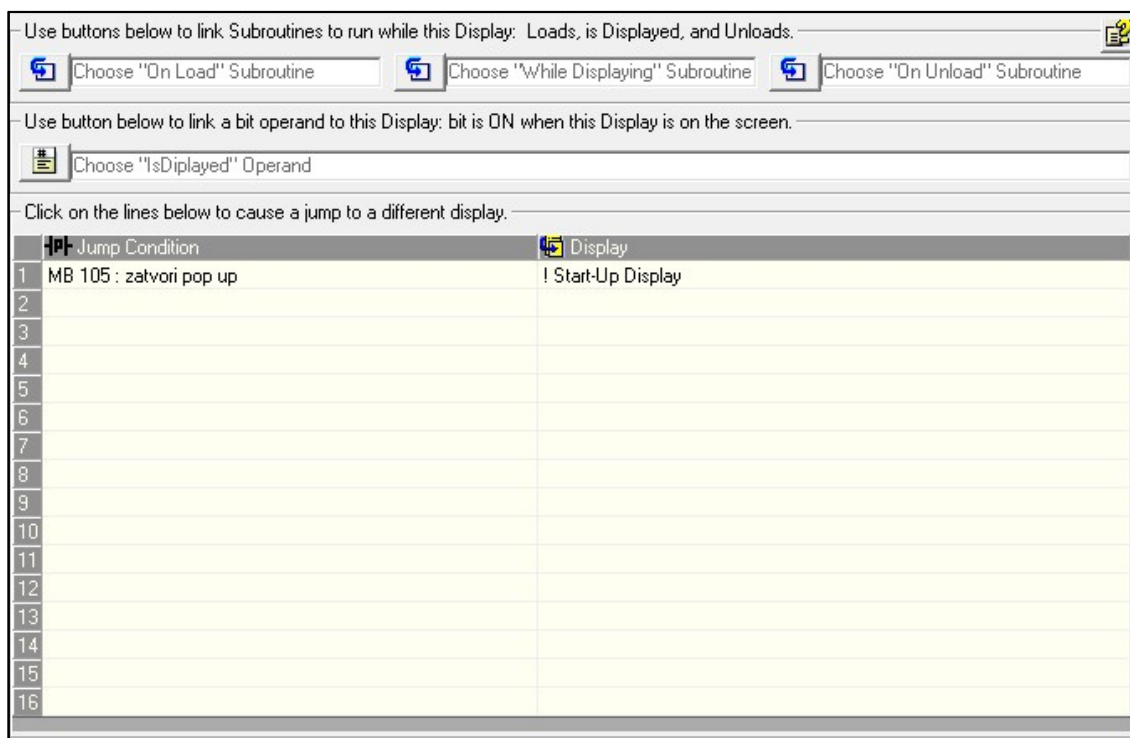 Use buttons below to link Subroutines to run while this Display: Loads, is Displayed, and Unloads.
Choose "On Load" Subroutine Choose "While Displaying" Subroutine Choose "On Unload" Subroutine
Use button below to link a bit operand to this Display: bit is ON when this Display is on the screen.
Choose "IsDiplayed" Operand
Click on the lines below to cause a jump to a different display.
Jump Condition Display
1 MB 105 : zatvori pop up ! Start-Up Display
2
3
4
5
6
7
8
9
10
11
12
13
14
15
16